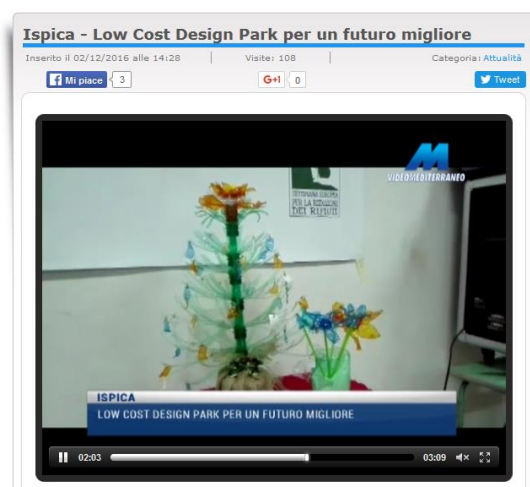 Ispica - Low Cost Design Park per un futuro migliore
Inserito il 02/12/2016 alle 14:28 | Visite: 108 | Categoria: Attualità
Mi piace 3 G+1 0 Tweet
VIDEOMEDITERRANEO
SETTIMANA EUROPEA
PER LA RIDUZIONE
DEI RIFIUTI
ISPICA
LOW COST DESIGN PARK PER UN FUTURO MIGLIORE
02:03 03:09